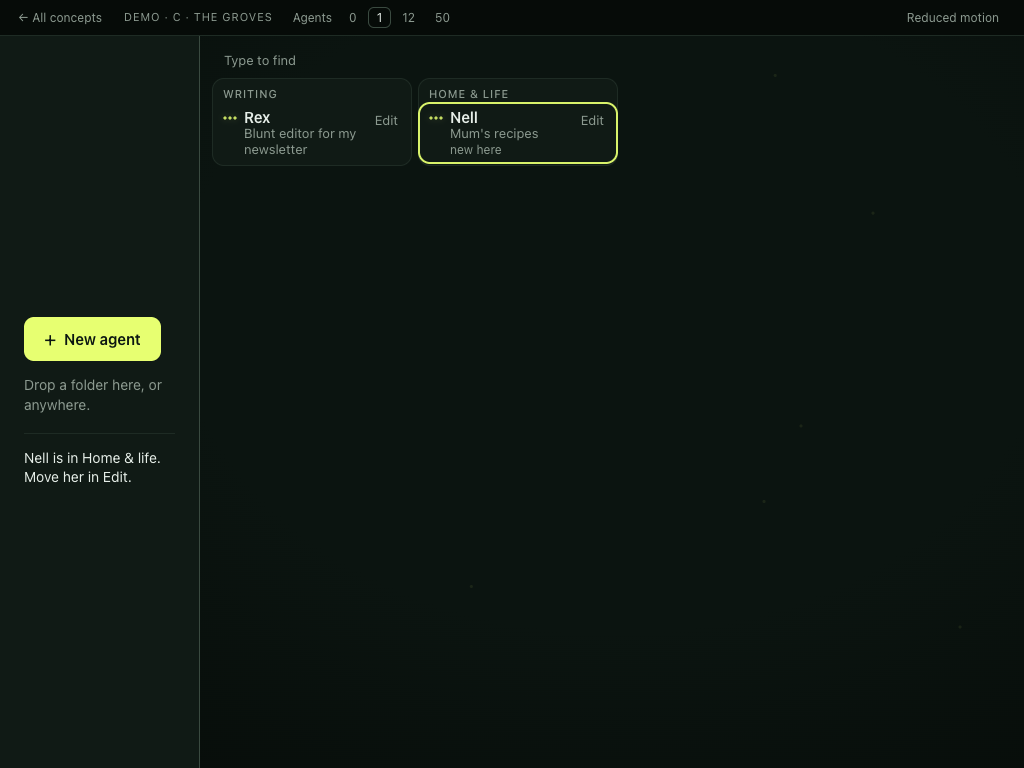 ← All concepts
DEMO · C · THE GROVES
Agents 0 1 12 50
Reduced motion
+ New agent
Drop a folder here, or
anywhere.
Nell is in Home & life.
Move her in Edit.
Type to find
WRITING
Rex
Edit
Blunt editor for my
newsletter
HOME & LIFE
Nell
Edit
Mum's recipes
new here